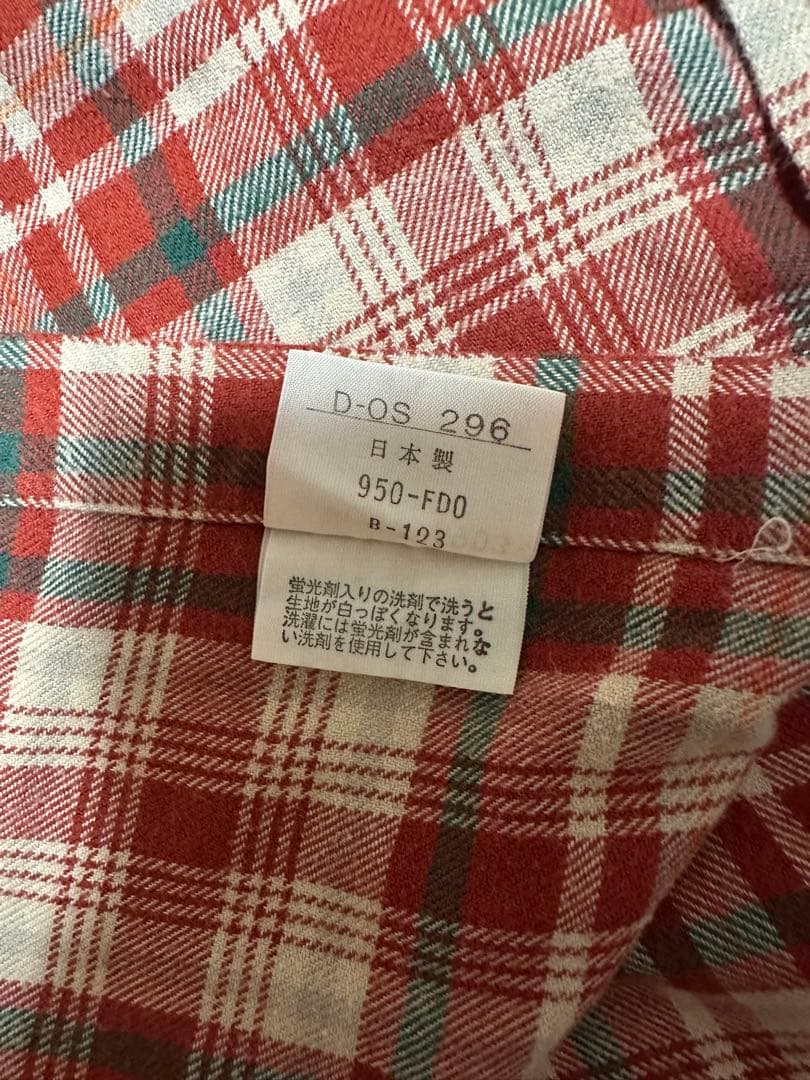 D-OS 296
日本製
950-FDO
B-123
蛍光剤入りの洗剤で洗うと
生地が白っぽくなります。
洗濯には蛍光剤が含まれな
い洗剤を使用して下さい。